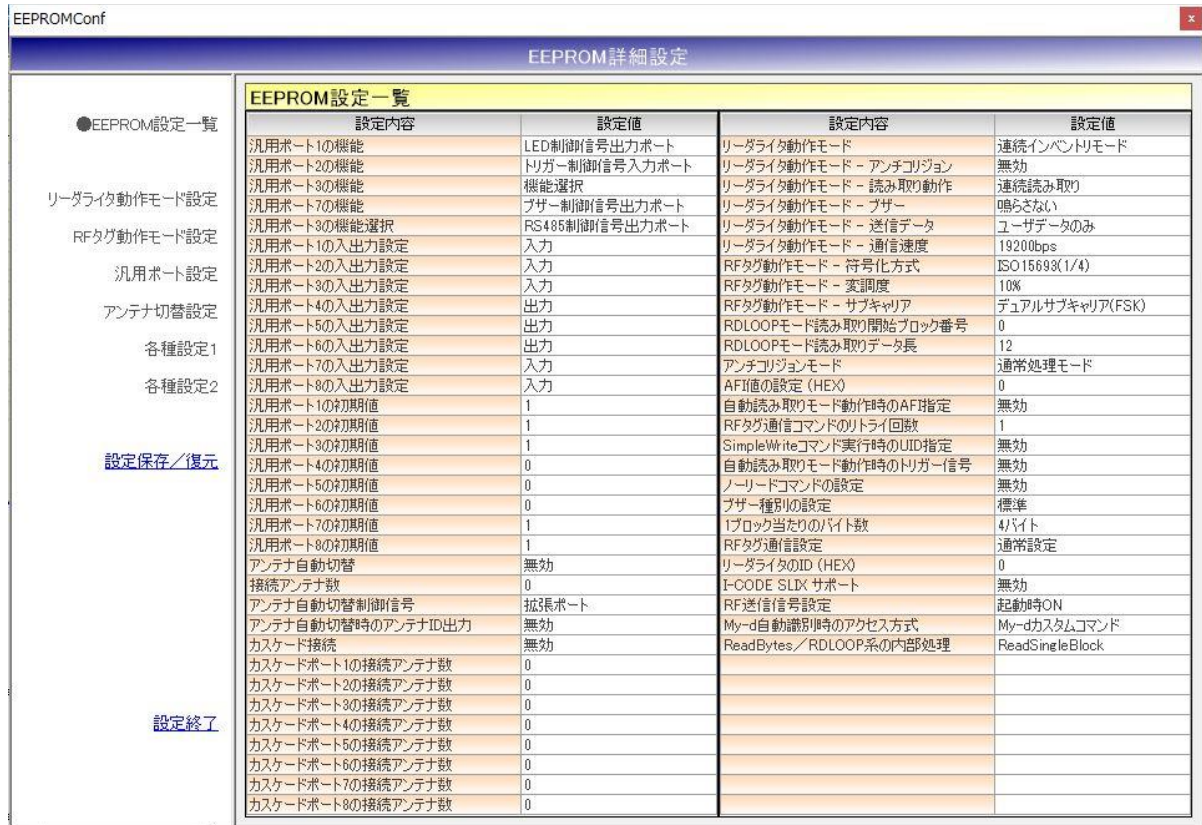 EEPROMConf
x
EEPROM詳細設定
●EEPROM設定一覧
リーダライタ動作モード設定
RFタグ動作モード設定
汎用ポート設定
アンテナ切替設定
各種設定1
各種設定2
設定保存／復元
設定終了
EEPROM設定一覧
設定内容 設定値
汎用ポート1の機能 LED制御信号出力ポート
汎用ポート2の機能 トリガー制御信号入力ポート
汎用ポート3の機能 機能選択
汎用ポート7の機能 ブザー制御信号出力ポート
汎用ポート3の機能選択 RS485制御信号出力ポート
汎用ポート1の入出力設定 入力
汎用ポート2の入出力設定 入力
汎用ポート3の入出力設定 入力
汎用ポート4の入出力設定 出力
汎用ポート5の入出力設定 出力
汎用ポート6の入出力設定 出力
汎用ポート7の入出力設定 入力
汎用ポート8の入出力設定 入力
汎用ポート1の初期値 1
汎用ポート2の初期値 1
汎用ポート3の初期値 1
汎用ポート4の初期値 0
汎用ポート5の初期値 0
汎用ポート6の初期値 0
汎用ポート7の初期値 1
汎用ポート8の初期値 1
アンテナ自動切替 無効
接続アンテナ数 0
アンテナ自動切替制御信号 拡張ポート
アンテナ自動切替時のアンテナID出力 無効
カスケード接続 無効
カスケードポート1の接続アンテナ数 0
カスケードポート2の接続アンテナ数 0
カスケードポート3の接続アンテナ数 0
カスケードポート4の接続アンテナ数 0
カスケードポート5の接続アンテナ数 0
カスケードポート6の接続アンテナ数 0
カスケードポート7の接続アンテナ数 0
カスケードポート8の接続アンテナ数 0
設定内容 設定値
リーダライタ動作モード 連続インベントリモード
リーダライタ動作モード - アンチコリジョン 無効
リーダライタ動作モード - 読み取り動作 連続読み取り
リーダライタ動作モード - ブザー 鳴らさない
リーダライタ動作モード - 送信データ ユーザデータのみ
リーダライタ動作モード - 通信速度 19200bps
RFタグ動作モード - 符号化方式 ISO15693(1/4)
RFタグ動作モード - 変調度 10%
RFタグ動作モード - サブキャリア デュアルサブキャリア(FSK)
RDLOOPモード読み取り開始ブロック番号 0
RDLOOPモード読み取りデータ長 12
アンチコリジョンモード 通常処理モード
AFI値の設定 (HEX) 0
自動読み取りモード動作時のAFI指定 無効
RFタグ通信コマンドのリトライ回数 1
SimpleWriteコマンド実行時のUID指定 無効
自動読み取りモード動作時のトリガー信号 無効
ノーリードコマンドの設定 無効
ブザー種別の設定 標準
1ブロック当たりのバイト数 4バイト
RFタグ通信設定 通常設定
リーダライタのID (HEX) 0
I-CODE SLIX サポート 無効
RF送信信号設定 起動時ON
My-d自動識別時のアクセス方式 My-dカスタムコマンド
ReadBytes／RDLOOP系の内部処理 ReadSingleBlock